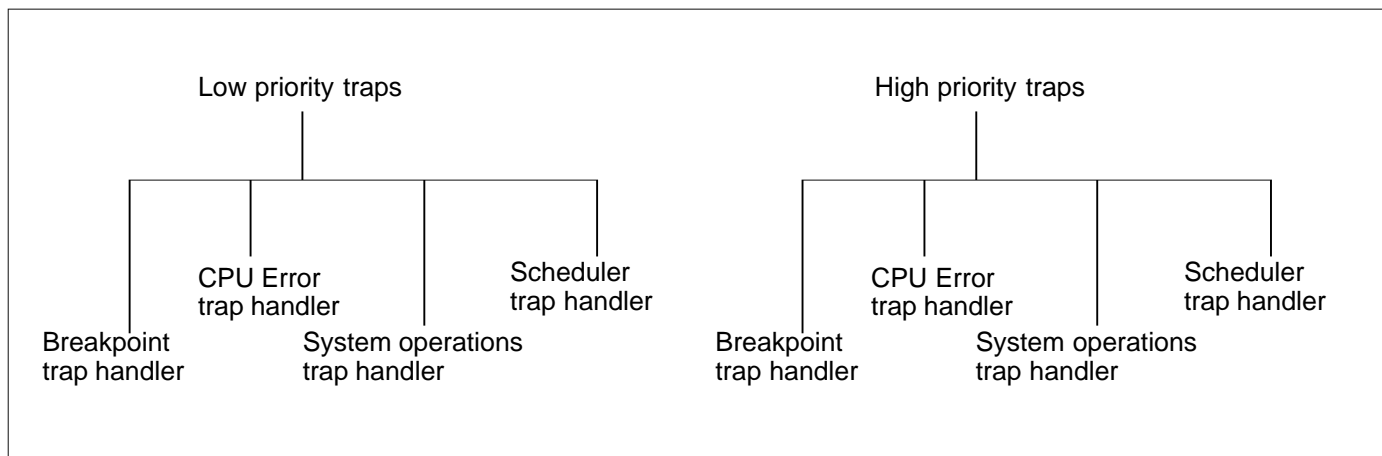 Low priority traps
CPU Error
trap handler
Scheduler
trap handler
Breakpoint
trap handler
System operations
trap handler
High priority traps
CPU Error
trap handler
Scheduler
trap handler
Breakpoint
trap handler
System operations
trap handler